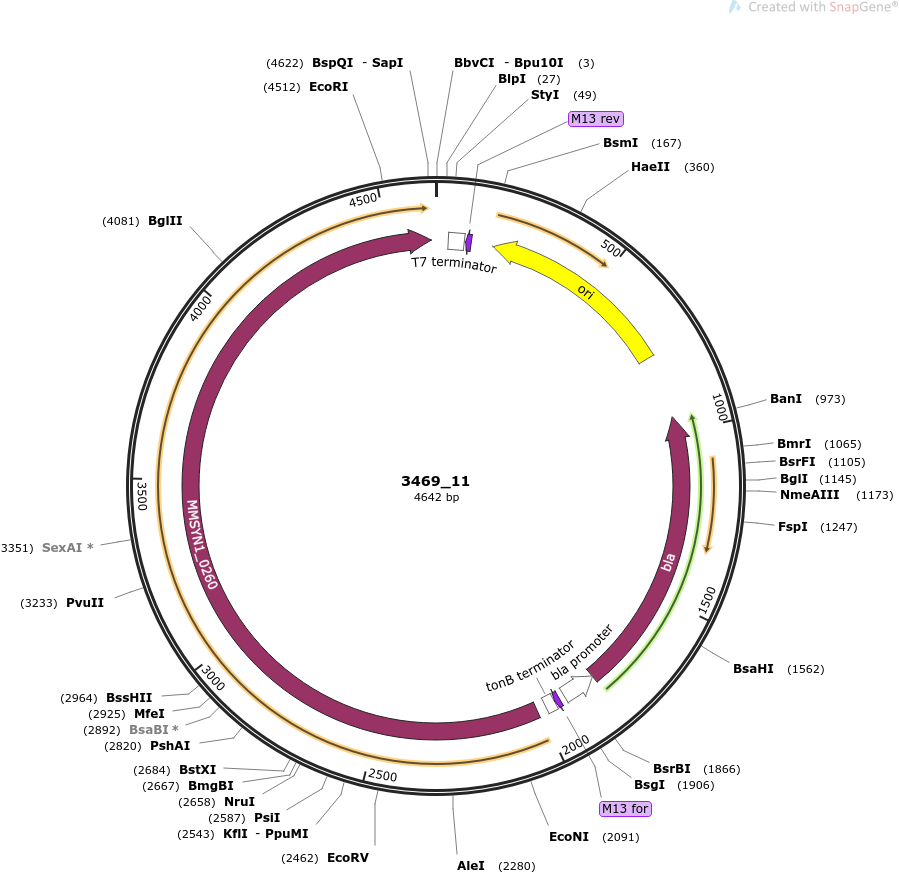 Created with SnapGene®
(4622) BspQI - SapI
BbvCI - Bpu10I (3)
(4512) EcoRI
BlpI (27)
StyI (49)
M13 rev
BsmI (167)
HaeII (360)
4500
(4081) BglII
500
T7 terminator
ori
4000
BanI (973)
1000
BmrI (1065)
BsrFI (1105)
3469_11
4642 bp
BglI (1145)
NmeAIII (1173)
3500
FspI (1247)
MMSYN1_0260
3351) SexAI *
bla
(3233) PvuII
1500
tonB terminator
bla promoter
BsaHI (1562)
3000
(2964) BssHII
(2925) MfeI
(2892) BsaBI *
(2820) PshAI
2000
(2684) BstXI
BsrBI (1866)
2500
(2667) BmgBI
BsgI (1906)
(2658) NruI
M13 for
(2587) PsiI
(2543) KflI - PpuMI
EcoNI (2091)
(2462) EcoRV
AleI (2280)